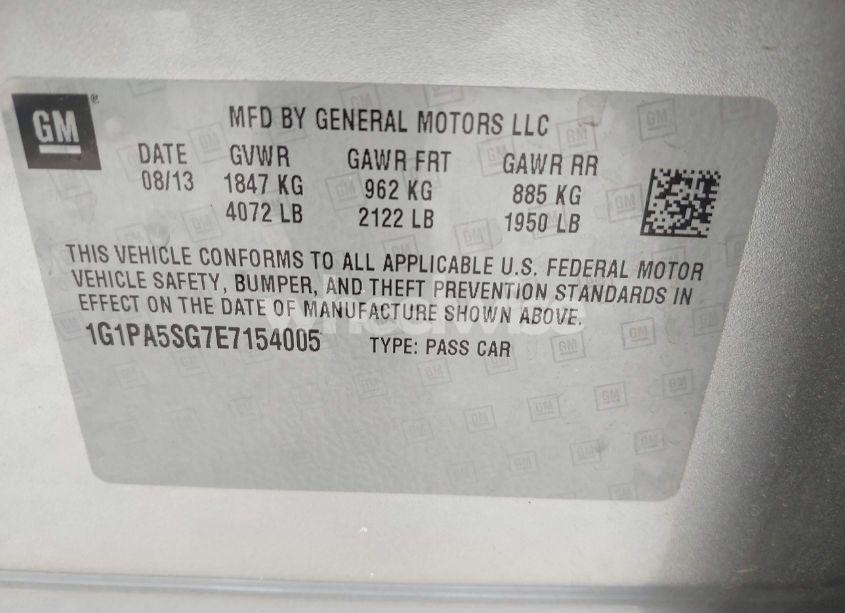 GM
MFD BY GENERAL MOTORS LLC
DATE GVWR GAWR FRT GAWR RR
08/13 1847 KG 962 KG 885 KG
4072 LB 2122 LB 1950 LB
THIS VEHICLE CONFORMS TO ALL APPLICABLE U.S. FEDERAL MOTOR
VEHICLE SAFETY, BUMPER, AND THEFT PREVENTION STANDARDS IN
EFFECT ON THE DATE OF MANUFACTURE SHOWN ABOVE.
1G1PA5SG7E7154005 TYPE: PASS CAR